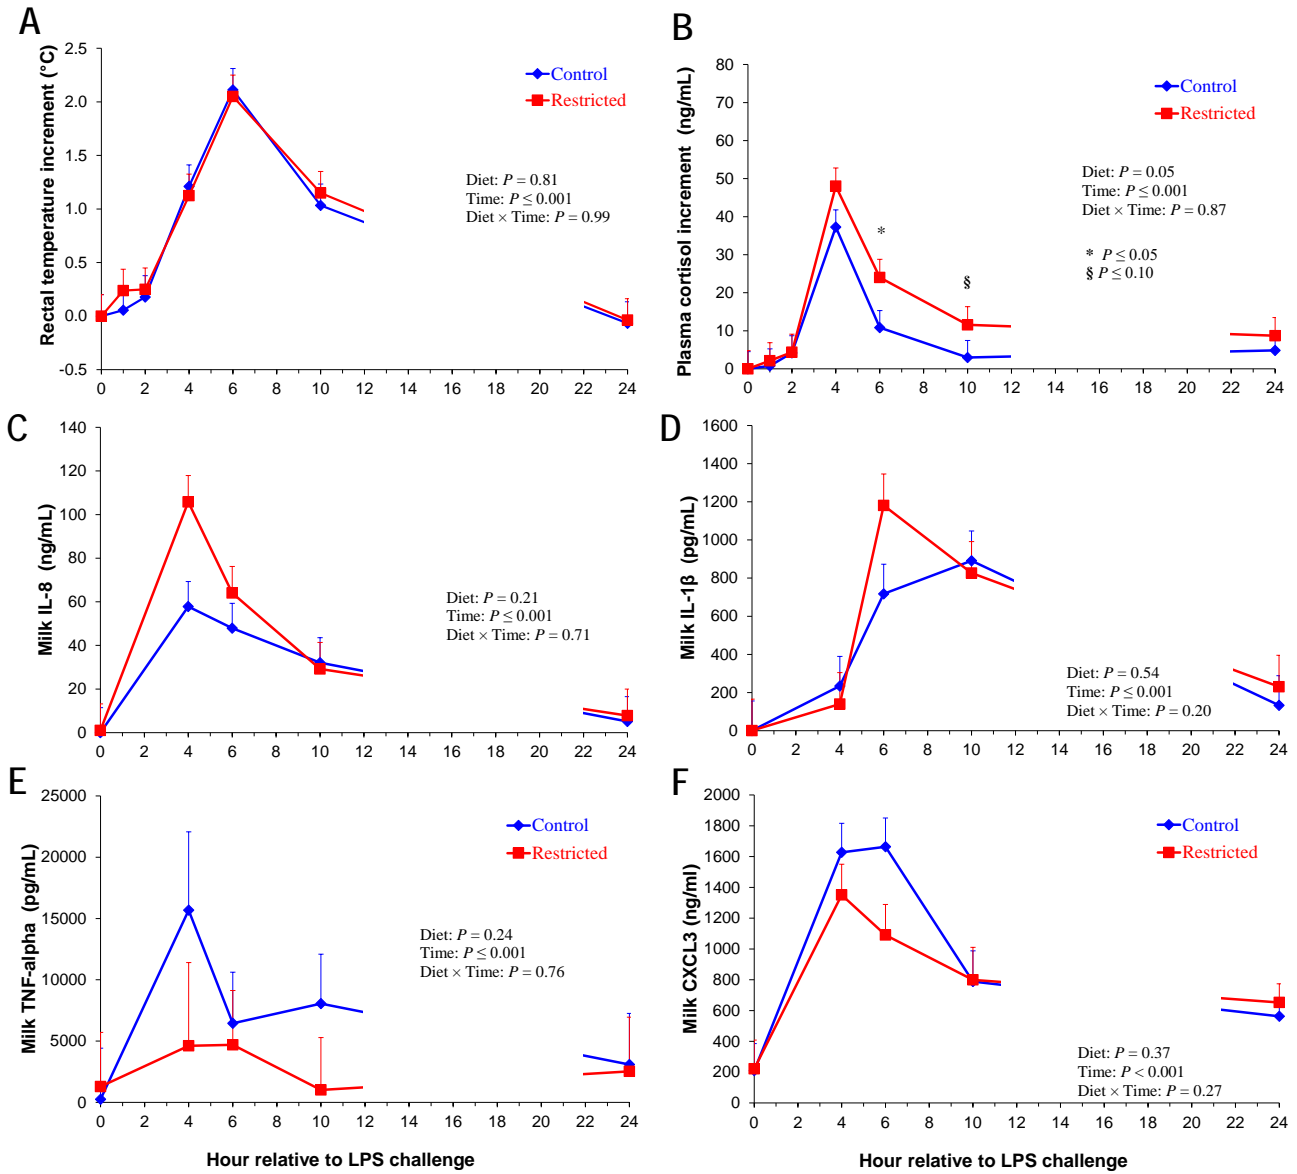 A
Rectal temperature increment (°C)
2.5
2.0
1.5
1.0
0.5
0.0
-0.5
0 2 4 6 8 10 12 14 16 18 20 22 24
Control
Restricted
Diet: P = 0.81
Time: P ≤ 0.001
Diet × Time: P = 0.99
B
Plasma cortisol increment (ng/mL)
80
70
60
50
40
30
20
10
0
0 2 4 6 8 10 12 14 16 18 20 22 24
Control
Restricted
Diet: P = 0.05
Time: P ≤ 0.001
Diet × Time: P = 0.87
* P ≤ 0.05
§ P ≤ 0.10
*
§
C
Milk IL-8 (ng/mL)
140
120
100
80
60
40
20
0
0 2 4 6 8 10 12 14 16 18 20 22 24
Diet: P = 0.21
Time: P ≤ 0.001
Diet × Time: P = 0.71
D
Milk IL-1β (pg/mL)
1600
1400
1200
1000
800
600
400
200
0
0 2 4 6 8 10 12 14 16 18 20 22 24
Diet: P = 0.54
Time: P ≤ 0.001
Diet × Time: P = 0.20
E
Milk TNF-alpha (pg/mL)
25000
20000
15000
10000
5000
0
0 2 4 6 8 10 12 14 16 18 20 22 24
Control
Restricted
Diet: P = 0.24
Time: P ≤ 0.001
Diet × Time: P = 0.76
Hour relative to LPS challenge
F
Milk CXCL3 (ng/ml)
2000
1800
1600
1400
1200
1000
800
600
400
200
0
0 2 4 6 8 10 12 14 16 18 20 22 24
Control
Restricted
Diet: P = 0.37
Time: P < 0.001
Diet × Time: P = 0.27
Hour relative to LPS challenge